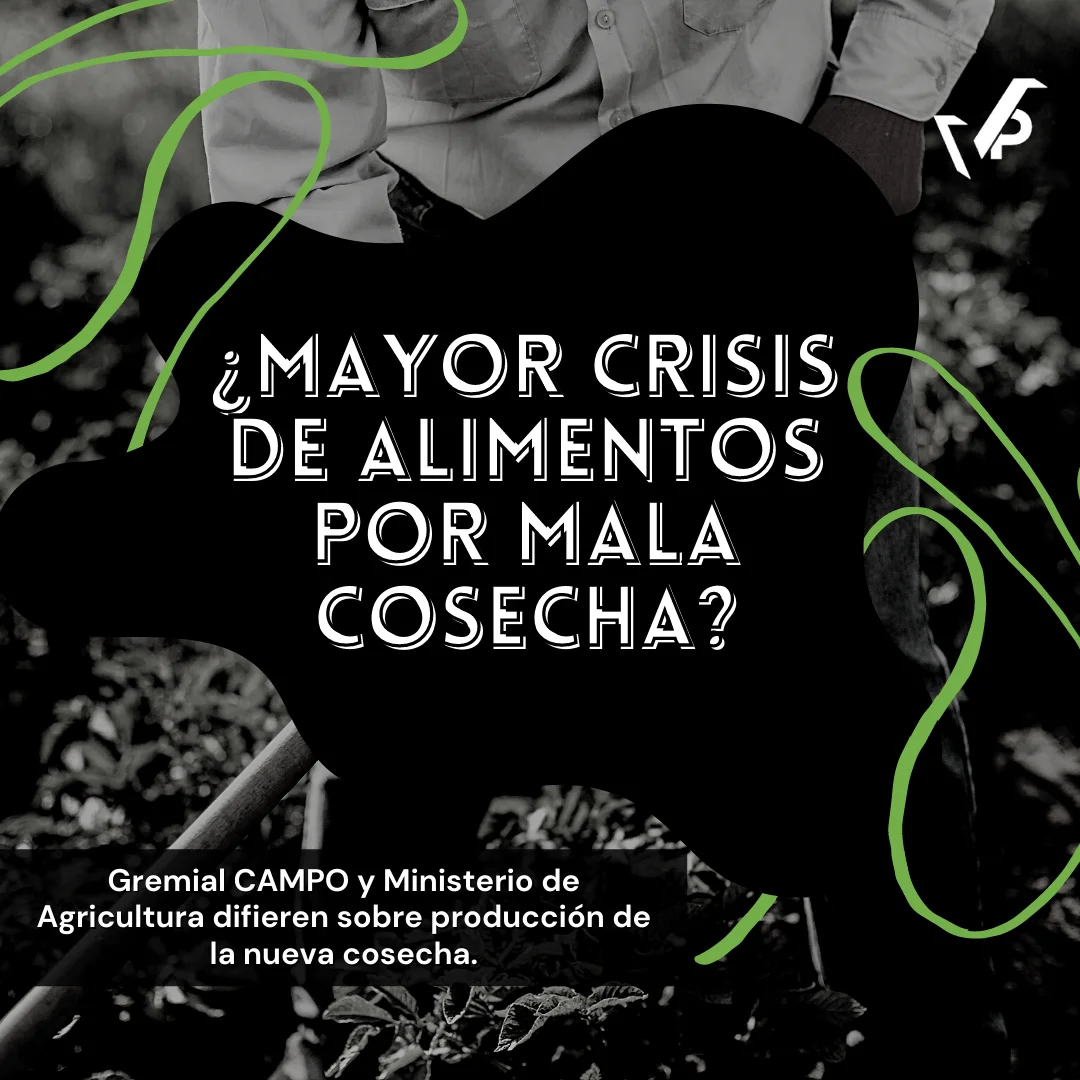 VP
¿MAYOR CRISIS
DE ALIMENTOS
POR MALA
COSECHA?
Gremial CAMPO y Ministerio de
Agricultura difieren sobre producción de
la nueva cosecha.